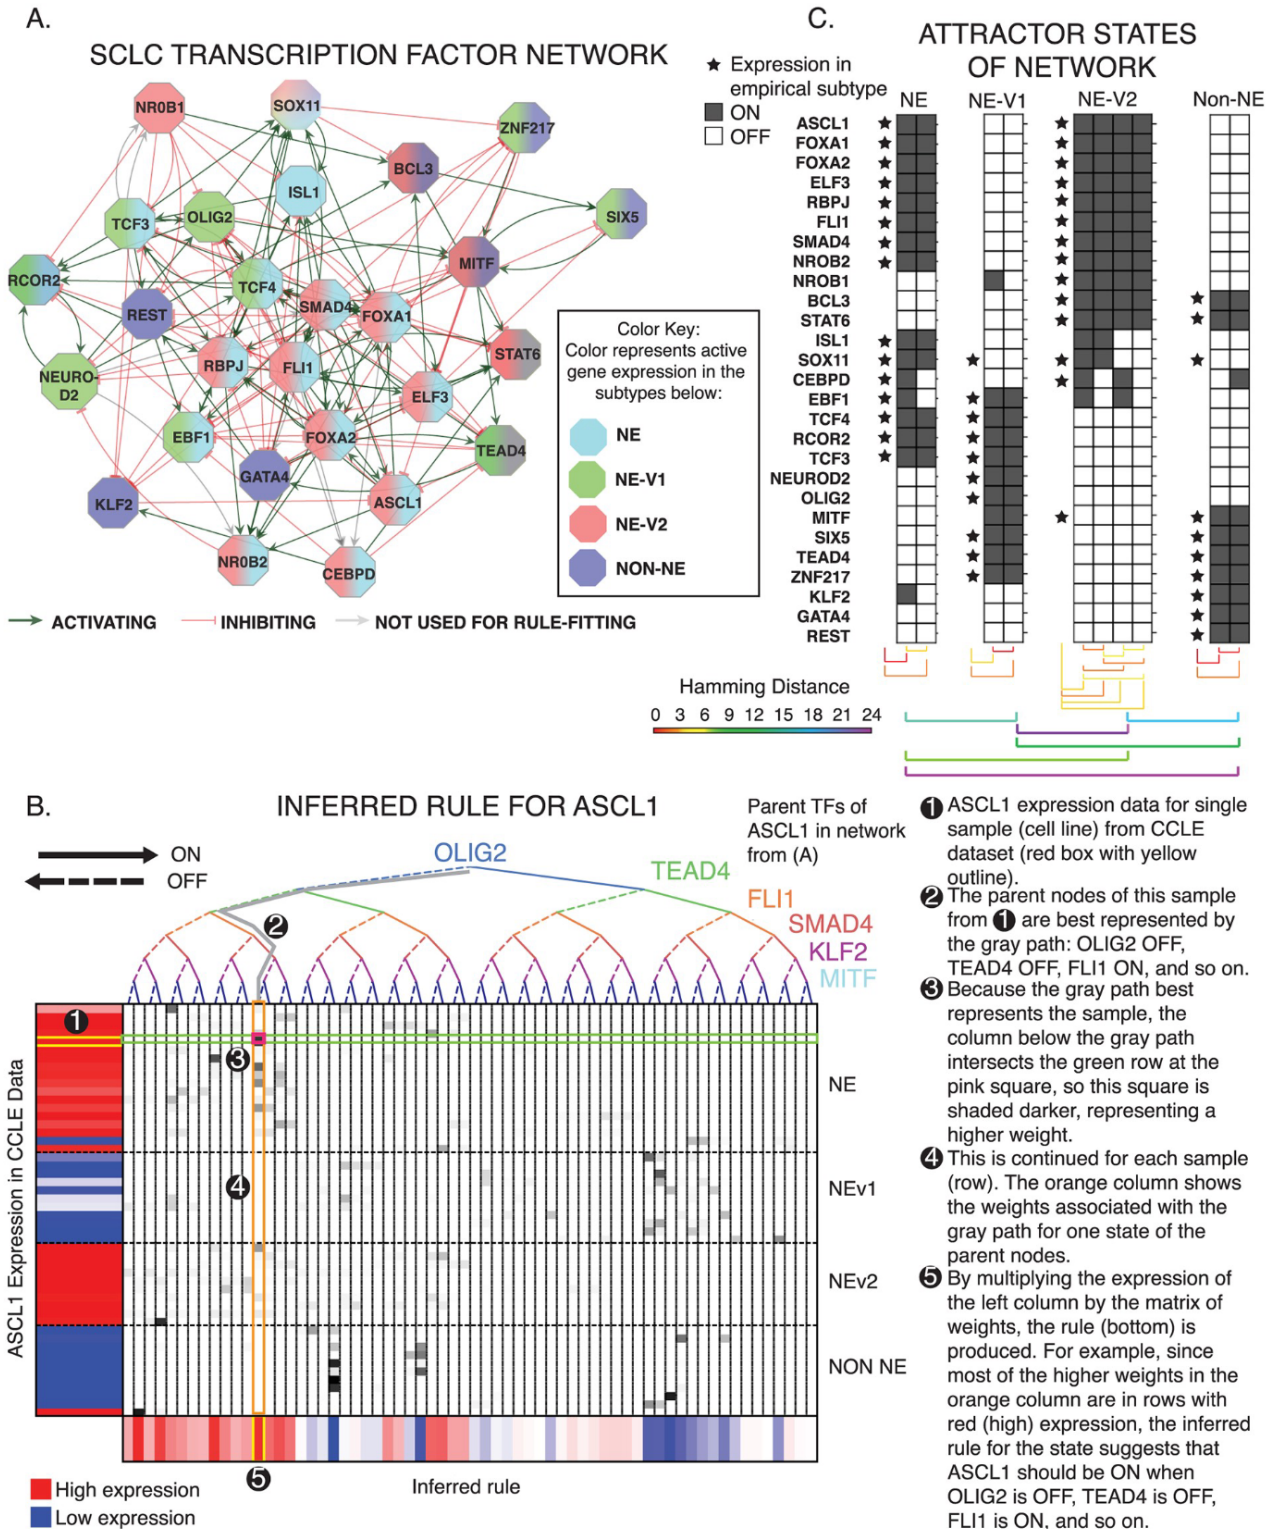 A.
SCLC TRANSCRIPTION FACTOR NETWORK
NR0B1
SOX11
ZNF217
BCL3
ISL1
TCF3
OLIG2
SIX5
MITF
RCOR2
TCF4
REST
SMAD4
FOXA1
STAT6
RBPJ
FLI1
NEURO-
D2
ELF3
EBF1
FOXA2
TEAD4
GATA4
KLF2
ASCL1
NR0B2
CEBPD
Color Key:
Color represents active
gene expression in the
subtypes below:
NE
NE-V1
NE-V2
NON-NE
ACTIVATING
INHIBITING
NOT USED FOR RULE-FITTING
C.
ATTRACTOR STATES
OF NETWORK
Expression in
empirical subtype
ON
OFF
NE
NE-V1
NE-V2
Non-NE
ASCL1
FOXA1
FOXA2
ELF3
RBPJ
FLI1
SMAD4
NROB2
NROB1
BCL3
STAT6
ISL1
SOX11
CEBPD
EBF1
TCF4
RCOR2
TCF3
NEUROD2
OLIG2
MITF
SIX5
TEAD4
ZNF217
KLF2
GATA4
REST
Hamming Distance
0 3 6 9 12 15 18 21 24
B.
INFERRED RULE FOR ASCL1
ON
OFF
Parent TFs of
ASCL1 in network
from (A)
OLIG2
TEAD4
FLI1
SMAD4
KLF2
MITF
2
1
3
4
5
ASCL1 Expression in CCLE Data
NE
NEv1
NEv2
NON NE
High expression
Low expression
Inferred rule
1 ASCL1 expression data for single
sample (cell line) from CCLE
dataset (red box with yellow
outline).
2 The parent nodes of this sample
from 1 are best represented by
the gray path: OLIG2 OFF,
TEAD4 OFF, FLI1 ON, and so on.
3 Because the gray path best
represents the sample, the
column below the gray path
intersects the green row at the
pink square, so this square is
shaded darker, representing a
higher weight.
4 This is continued for each sample
(row). The orange column shows
the weights associated with the
gray path for one state of the
parent nodes.
5 By multiplying the expression of
the left column by the matrix of
weights, the rule (bottom) is
produced. For example, since
most of the higher weights in the
orange column are in rows with
red (high) expression, the inferred
rule for the state suggests that
ASCL1 should be ON when
OLIG2 is OFF, TEAD4 is OFF,
FLI1 is ON, and so on.